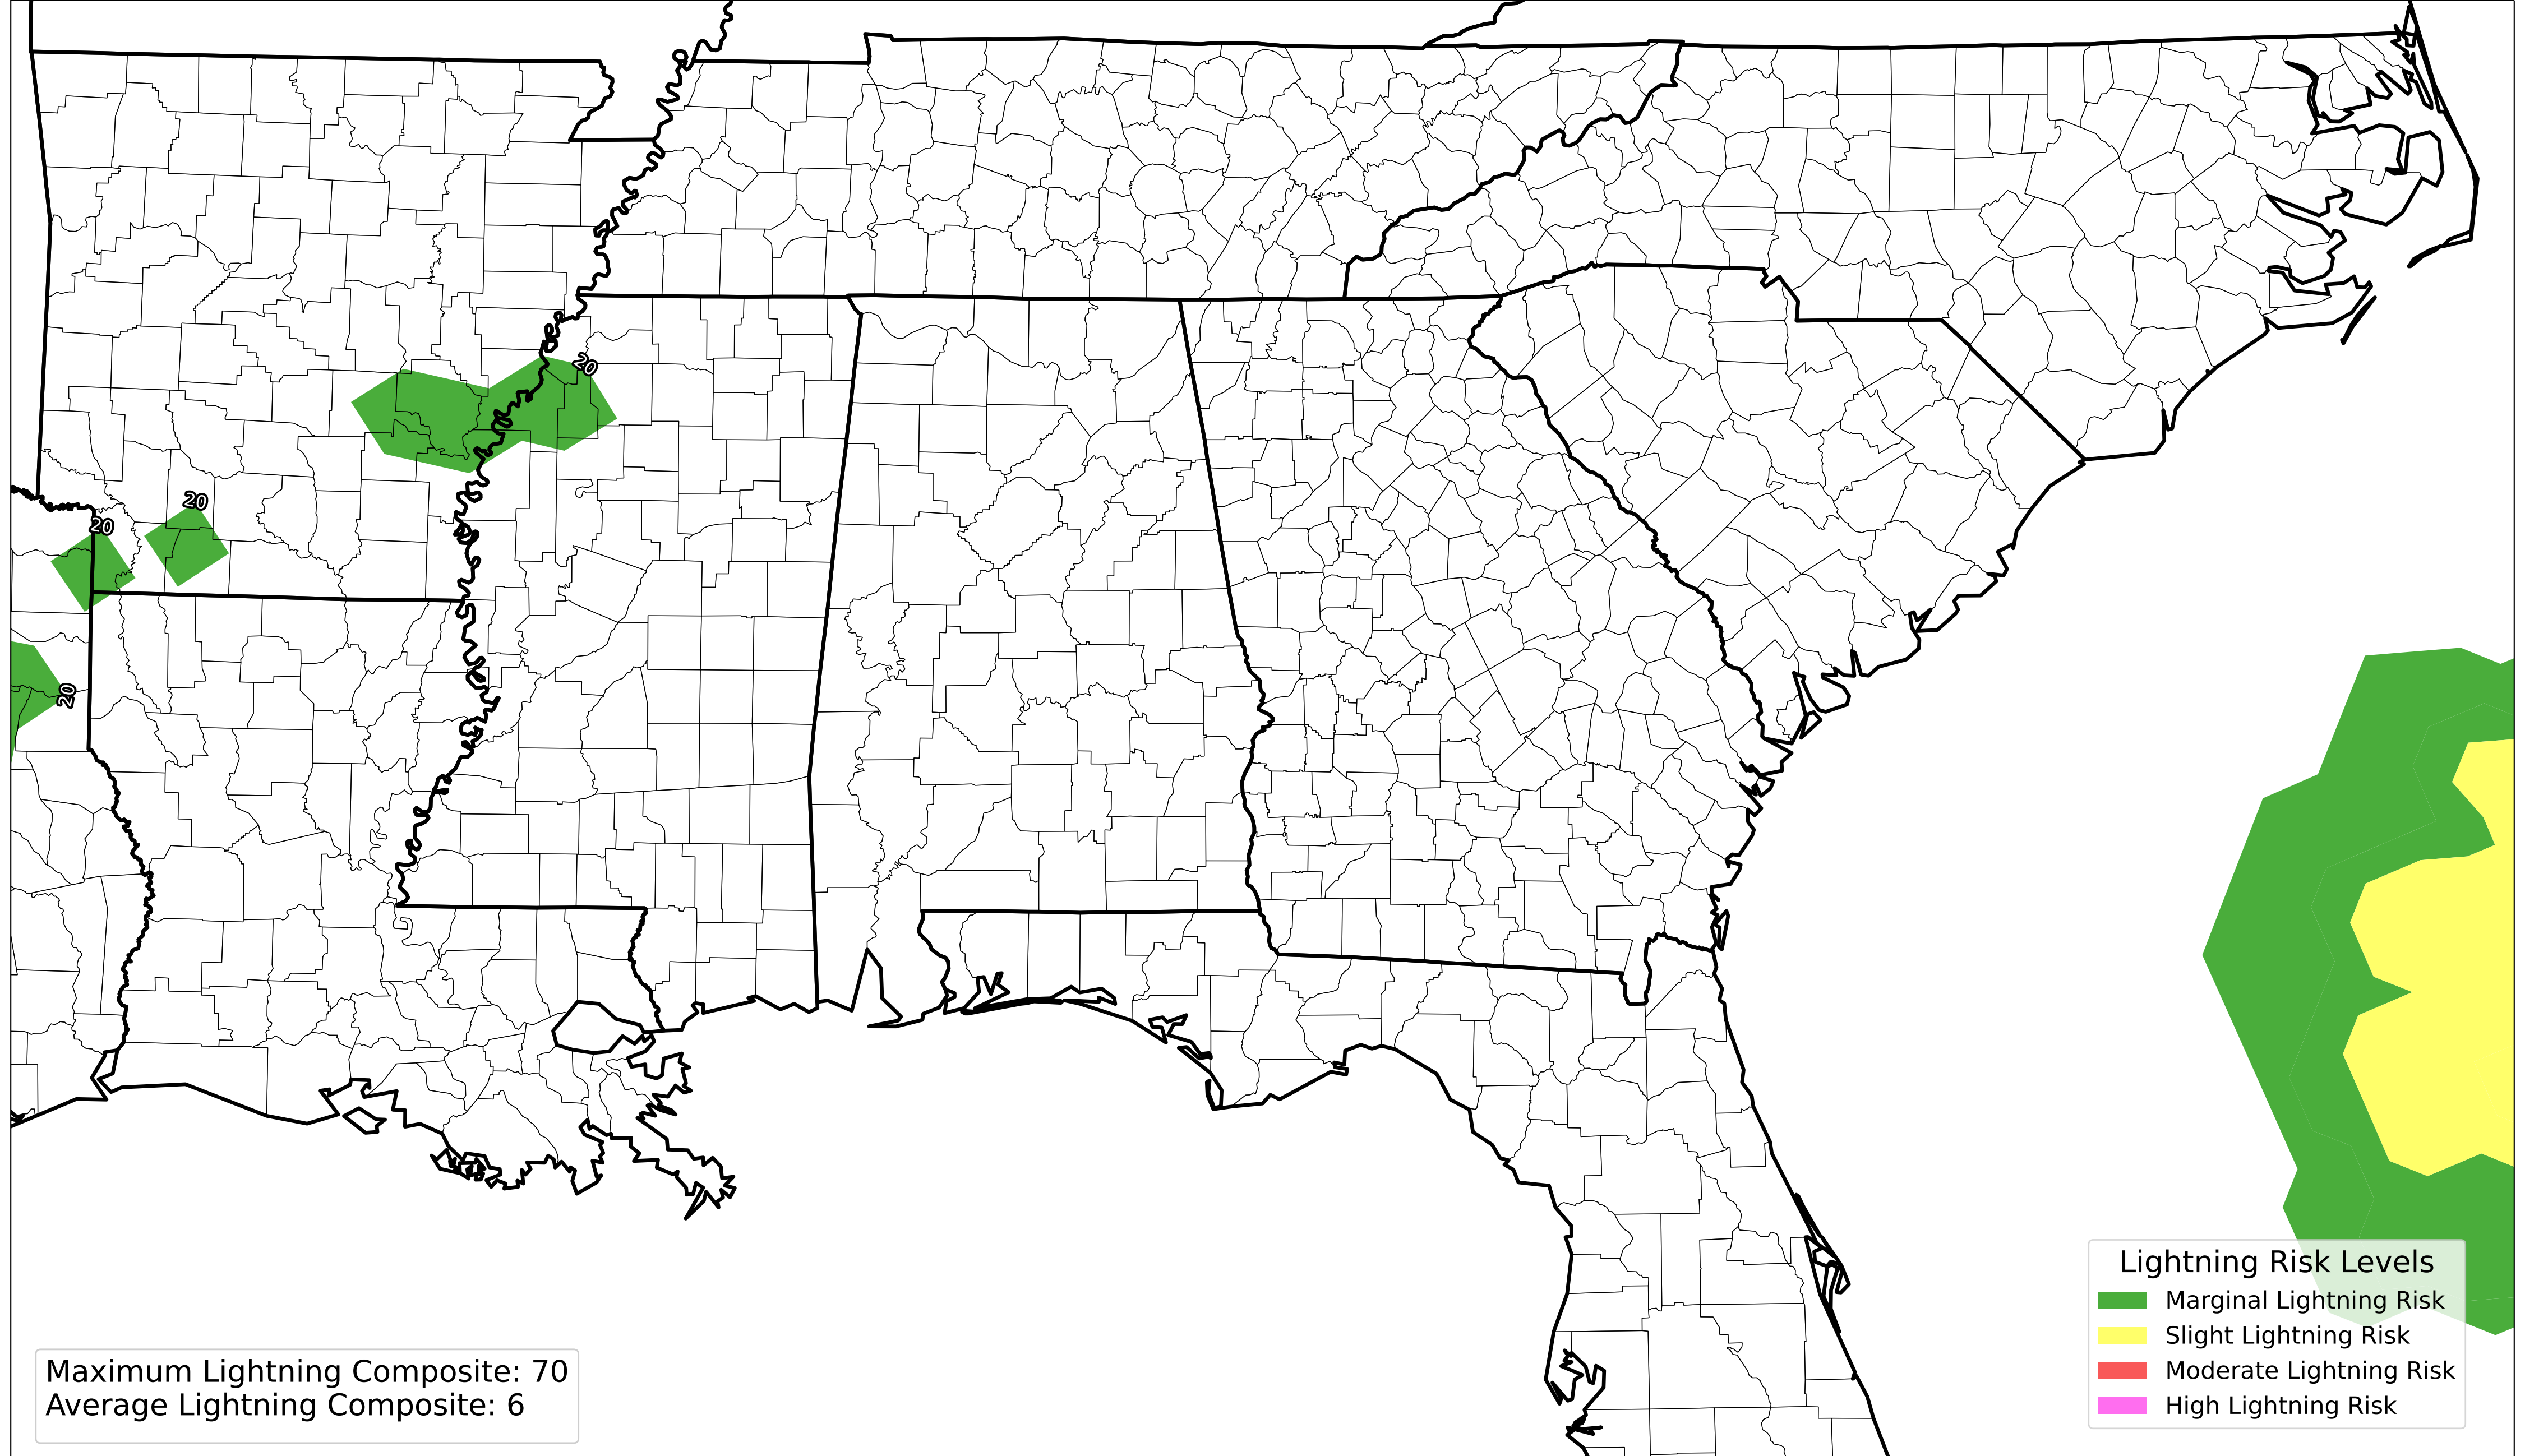 20
20
20
20
Lightning Risk Levels
Marginal Lightning Risk
Slight Lightning Risk
Moderate Lightning Risk
High Lightning Risk
Maximum Lightning Composite: 70
Average Lightning Composite: 6